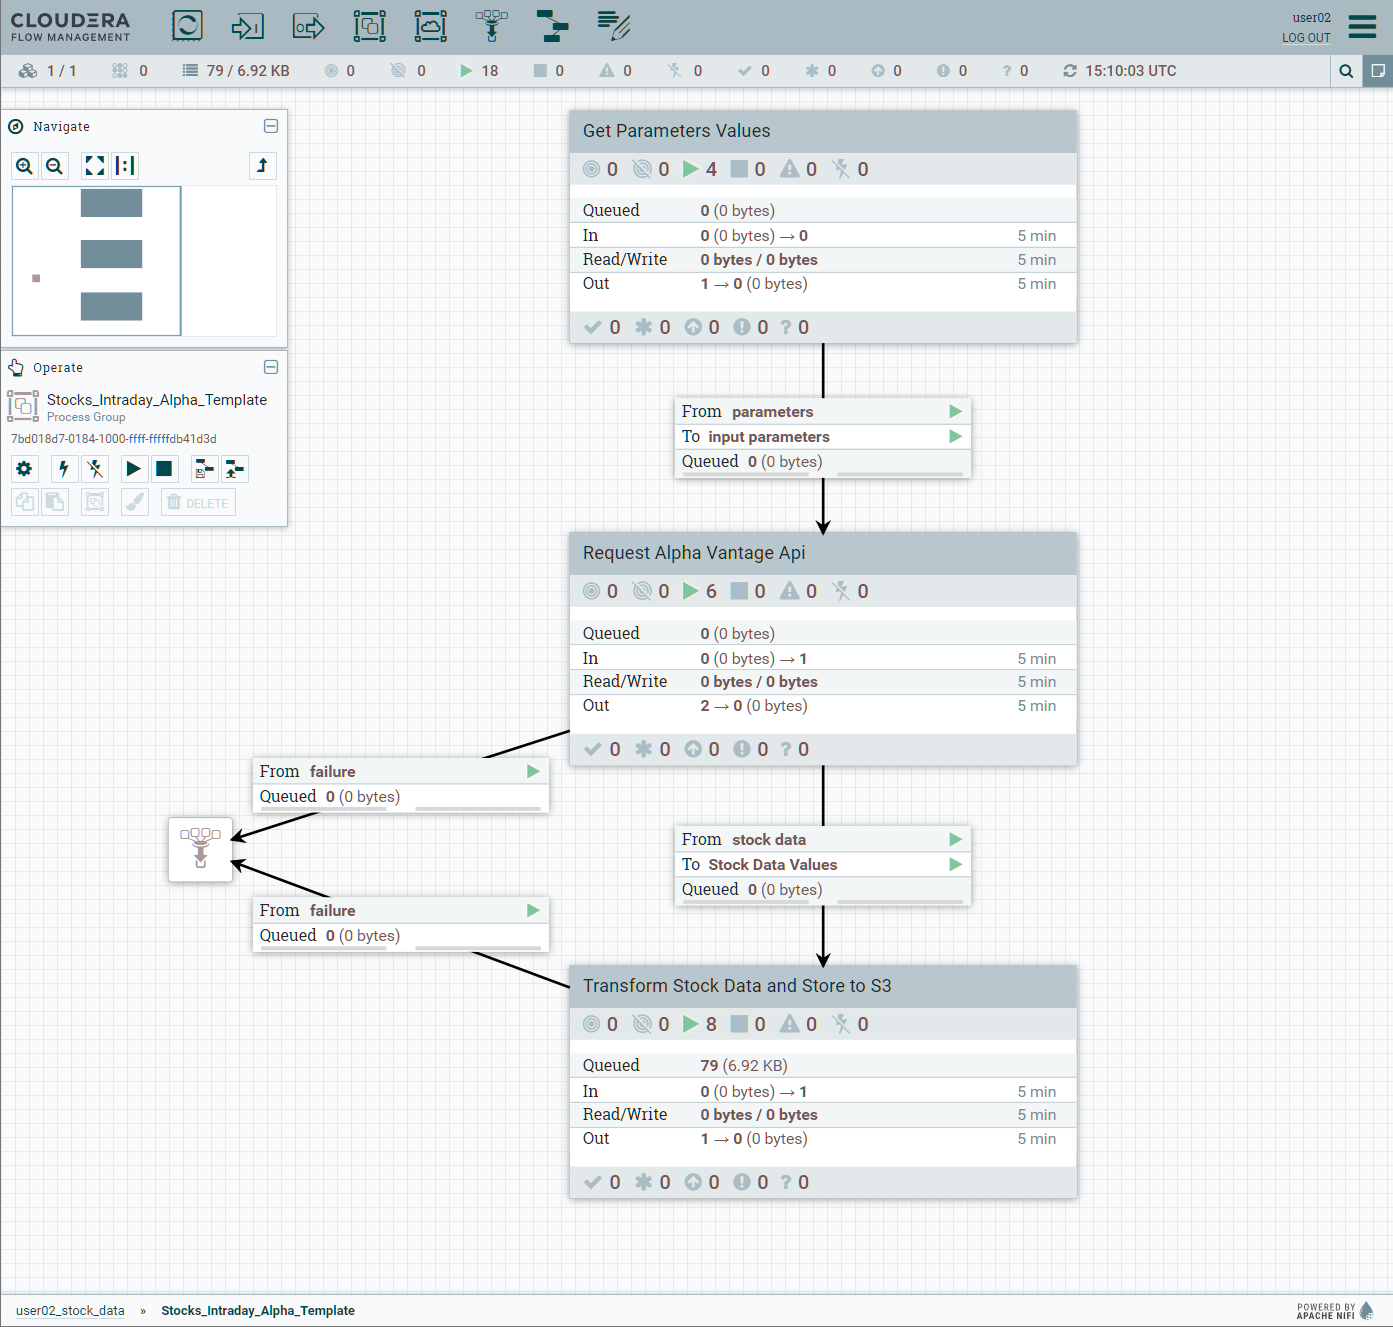 CLOUDERA
FLOW MANAGEMENT
user02
LOG OUT
1 / 1 0 79 / 6.92 KB 0 0 18 0 0 0 0 0 0 0 ? 0 15:10:03 UTC
Navigate
Operate
Stocks_Intraday_Alpha_Template
Process Group
7bd018d7-0184-1000-ffff-fffffdb41d3d
DELETE
Get Parameters Values
0 0 4 0 0 0
Queued 0 (0 bytes)
In 0 (0 bytes) → 0 5 min
Read/Write 0 bytes / 0 bytes 5 min
Out 1 → 0 (0 bytes) 5 min
0 0 0 0 ? 0
From parameters
To input parameters
Queued 0 (0 bytes)
Request Alpha Vantage Api
0 0 6 0 0 0
Queued 0 (0 bytes)
In 0 (0 bytes) → 1 5 min
Read/Write 0 bytes / 0 bytes 5 min
Out 2 → 0 (0 bytes) 5 min
0 0 0 0 ? 0
From failure
Queued 0 (0 bytes)
From stock data
To Stock Data Values
Queued 0 (0 bytes)
From failure
Queued 0 (0 bytes)
Transform Stock Data and Store to S3
0 0 8 0 0 0
Queued 79 (6.92 KB)
In 0 (0 bytes) → 1 5 min
Read/Write 0 bytes / 0 bytes 5 min
Out 1 → 0 (0 bytes) 5 min
0 0 0 0 ? 0
user02_stock_data » Stocks_Intraday_Alpha_Template
POWERED BY
APACHE NIFI